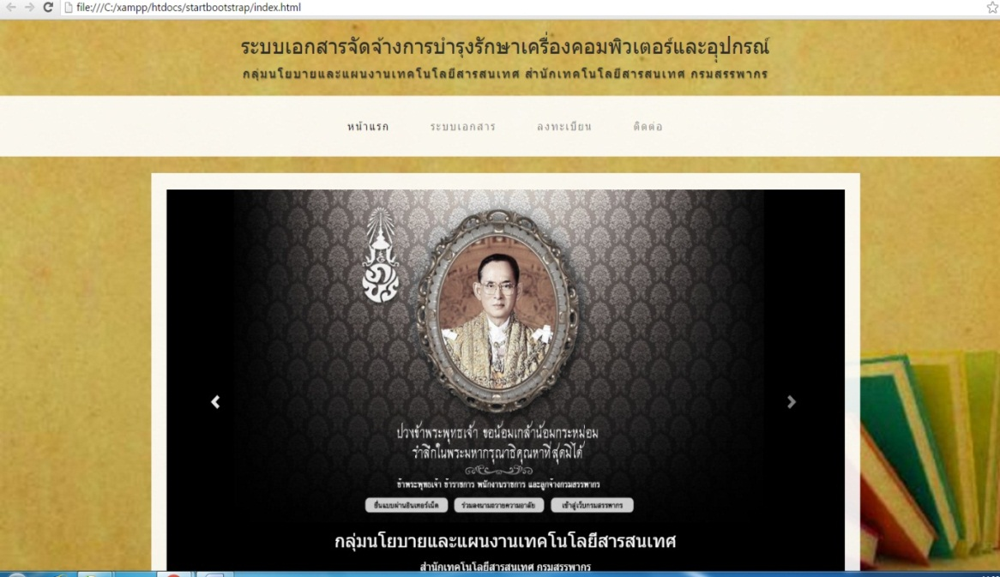 file:///C:/xampp/htdocs/startbootstrap/index.html
ระบบเอกสารจัดจ้างการบำรุงรักษาเครื่องคอมพิวเตอร์และอุปกรณ์
กลุ่มนโยบายและแผนงานเทคโนโลยีสารสนเทศ สำนักเทคโนโลยีสารสนเทศ กรมสรรพากร
หน้าแรก ระบบเอกสาร ลงทะเบียน ติดต่อ
ปวงข้าพระพุทธเจ้า ขอน้อมเกล้าน้อมกระหม่อม
รำลึกในพระมหากรุณาธิคุณหาที่สุดมิได้
ข้าพระพุทธเจ้า ข้าราชการ พนักงานราชการ และลูกจ้างกรมสรรพากร
ยื่นแบบผ่านอินเทอร์เน็ต ร่วมลงนามถวายความอาลัย เข้าสู่เว็บกรมสรรพากร
กลุ่มนโยบายและแผนงานเทคโนโลยีสารสนเทศ
สำนักเทคโนโลยีสารสนเทศ กรมสรรพากร